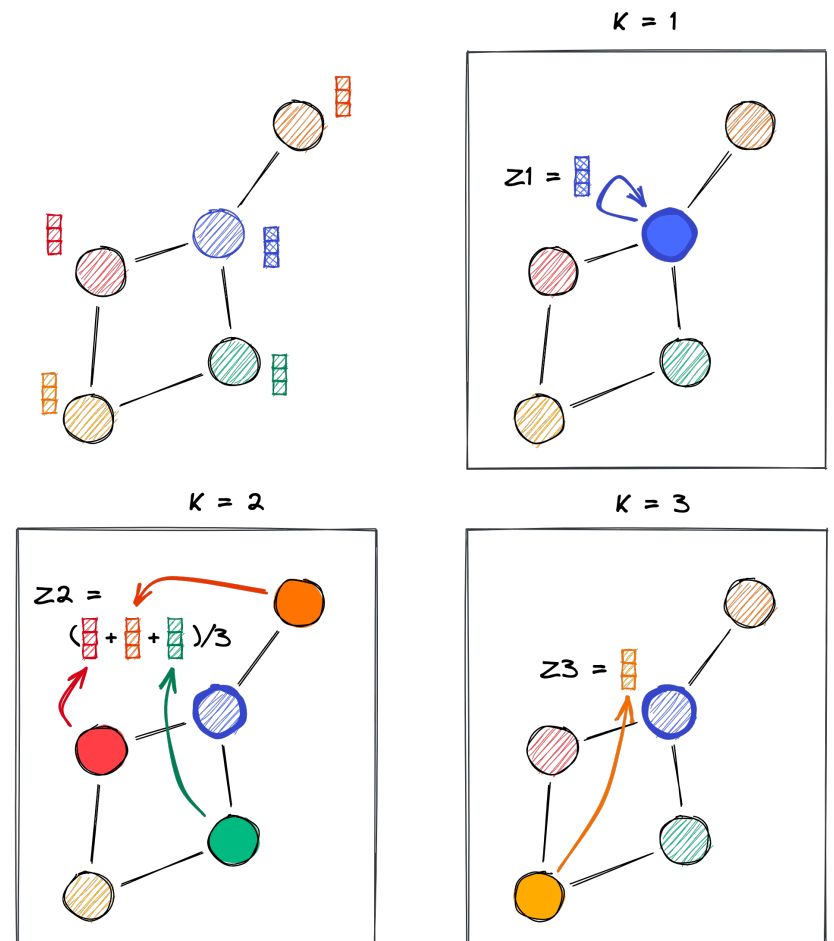 K = 1
Z1 =
K = 2
Z2 =
( + + )/3
K = 3
Z3 =